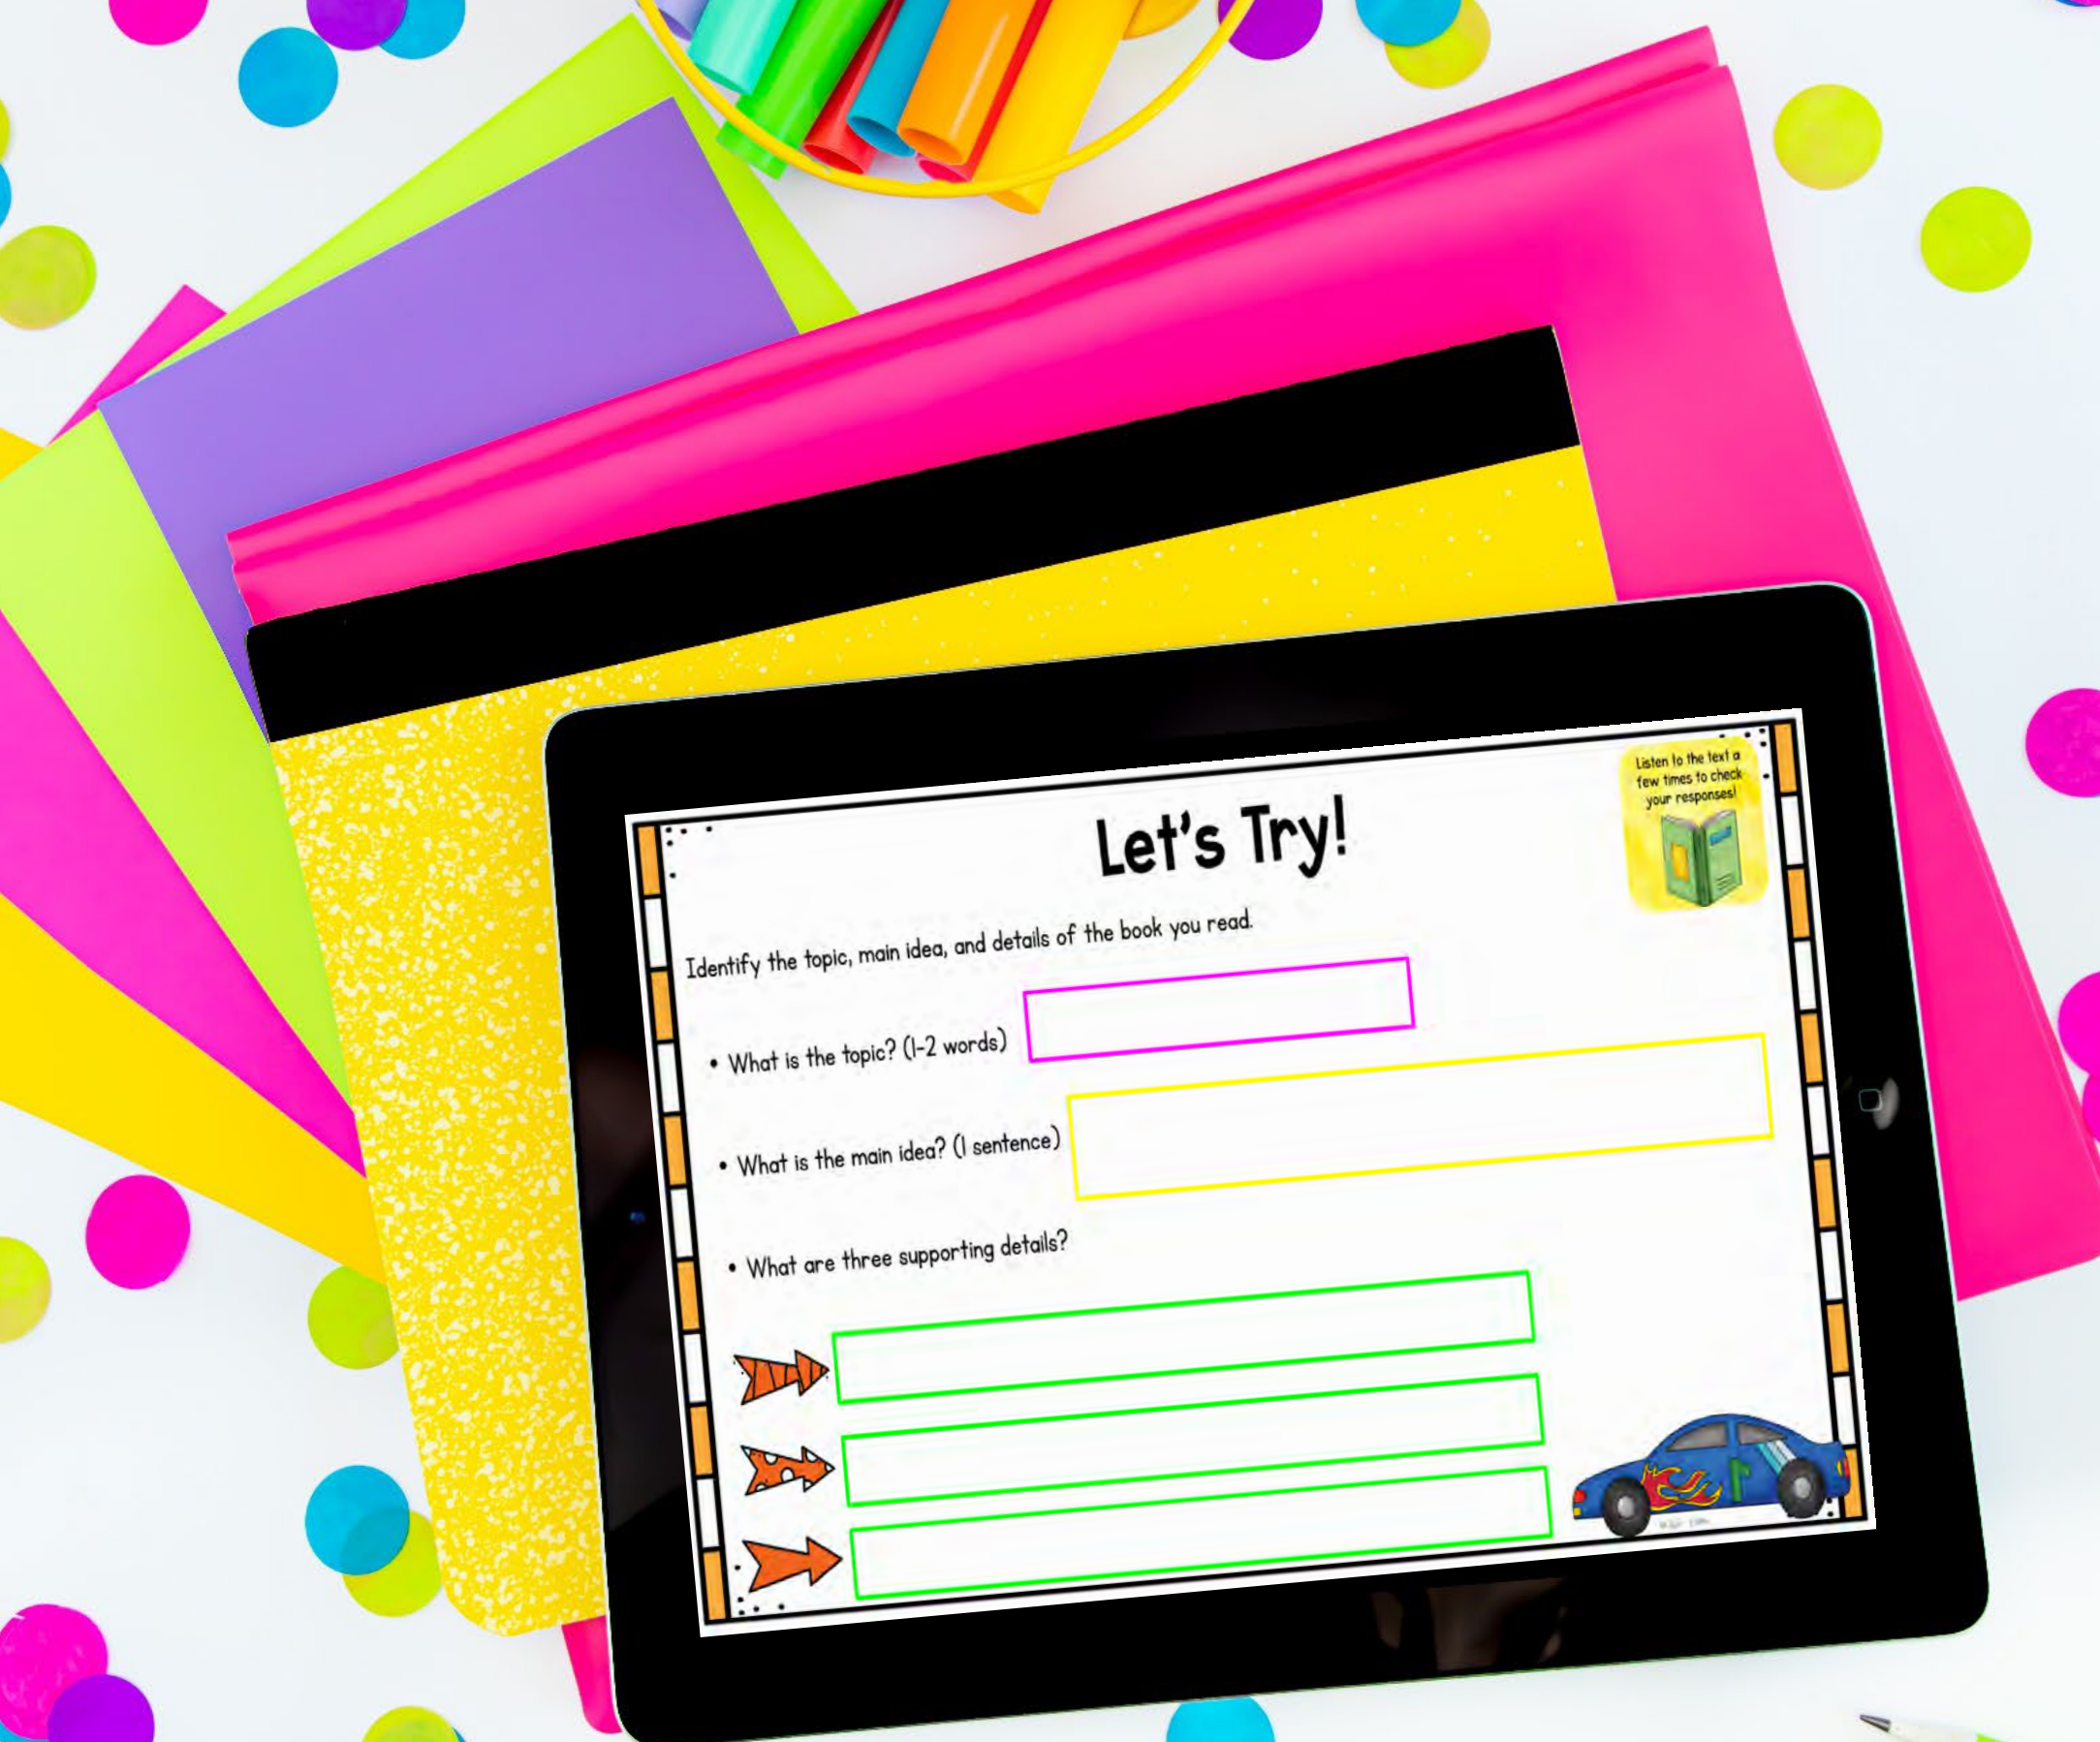 Let's Try!
Listen to the text a
few times to check
your responses!
Identify the topic, main idea, and details of the book you read.
• What is the topic? (1-2 words)
• What is the main idea? (1 sentence)
• What are three supporting details?